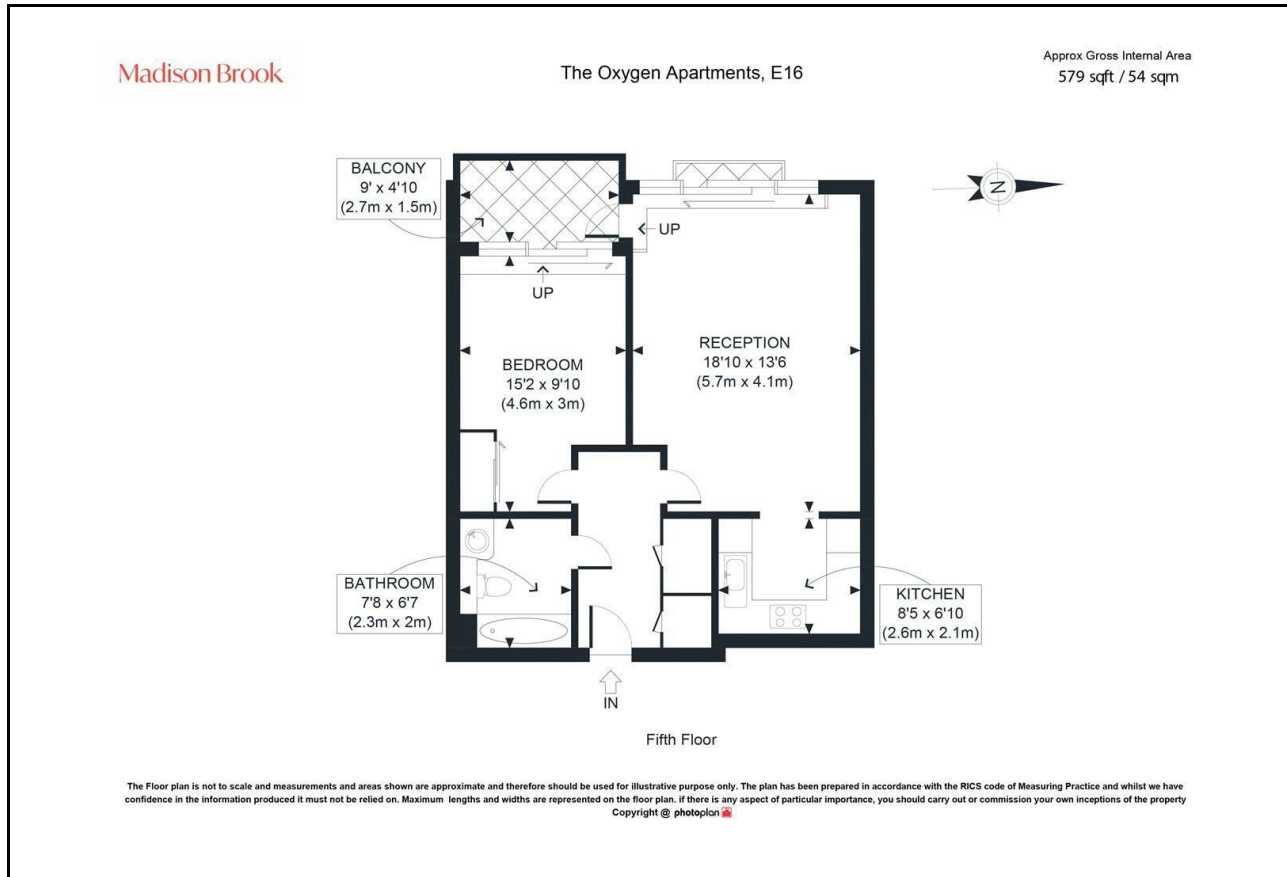 Madison Brook
The Oxygen Apartments, E16
Approx Gross Internal Area
579 sqft / 54 sqm
BALCONY
9' x 4'10
(2.7m x 1.5m)
N
UP
UP
RECEPTION
18'10 x 13'6
(5.7m x 4.1m)
BEDROOM
15'2 x 9'10
(4.6m x 3m)
BATHROOM
7'8 x 6'7
(2.3m x 2m)
KITCHEN
8'5 x 6'10
(2.6m x 2.1m)
IN
Fifth Floor
The Floor plan is not to scale and measurements and areas shown are approximate and therefore should be used for illustrative purpose only. The plan has been prepared in accordance with the RICS code of Measuring Practice and whilst we have
confidence in the information produced it must not be relied on. Maximum lengths and widths are represented on the floor plan. if there is any aspect of particular importance, you should carry out or commission your own inceptions of the property
Copyright @ photoplan